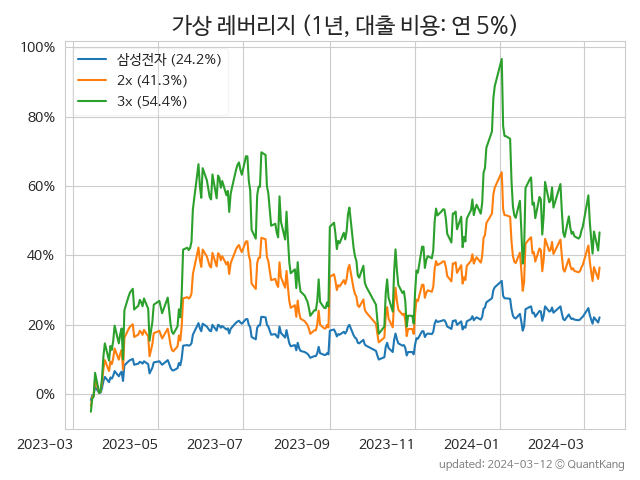 가상 레버리지 (1년, 대출 비용: 연 5%)
100%
80%
60%
40%
20%
0%
삼성전자 (24.2%)
2x (41.3%)
3x (54.4%)
2023-03
2023-05
2023-07
2023-09
2023-11
2024-01
2024-03
updated: 2024-03-12 © QuantKang